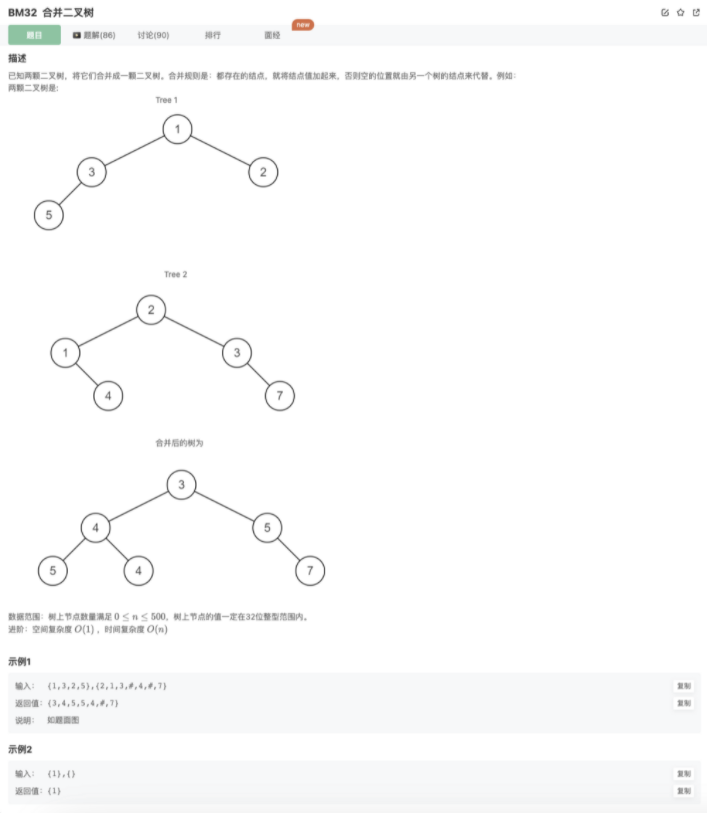 BM32 合并二叉树
new
题目 题解(86) 讨论(90) 排行 面经
描述
已知两颗二叉树，将它们合并成一颗二叉树。合并规则是：都存在的结点，就将结点值加起来，否则空的位置就由另一个树的结点来代替。例如：
两颗二叉树是:
Tree 1
1
3 2
5
Tree 2
2
1 3
4 7
合并后的树为
3
4 5
5 4 7
数据范围：树上节点数量满足 0 ≤ n ≤ 500，树上节点的值一定在32位整型范围内。
进阶：空间复杂度 O(1) ，时间复杂度 O(n)
示例1
输入： {1,3,2,5},{2,1,3,#,4,#,7} 复制
返回值：{3,4,5,5,4,#,7} 复制
说明： 如题面图
示例2
输入： {1},{} 复制
返回值：{1} 复制